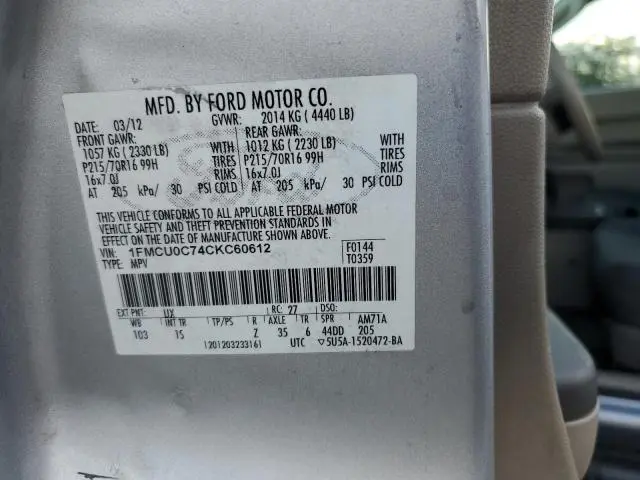 MFD. BY FORD MOTOR CO.
DATE: 03/12 GVWR: 2014 KG ( 4440 LB)
FRONT GAWR: REAR GAWR:
1057 KG ( 2330 LB) WITH 1012 KG ( 2230 LB) WITH
P215/70R16 99H TIRES P215/70R16 99H TIRES
16x7.0J RIMS 16x7.0J RIMS
AT 205 kPa/ 30 PSI COLD AT 205 kPa/ 30 PSI COLD
THIS VEHICLE CONFORMS TO ALL APPLICABLE FEDERAL MOTOR
VEHICLE SAFETY AND THEFT PREVENTION STANDARDS IN
EFFECT ON THE DATE OF MANUFACTURE SHOWN ABOVE.
VIN: 1FMCU0C74CKC60612 F0144
TYPE: MPV T0359
EXT PNT: UX RC: 27 DSO:
WB INT TR TP/PS R AXLE TR SPR AM71A
103 15 Z 35 6 44DD 205
1201203233161 UTC ▽5U5A-1520472-BA